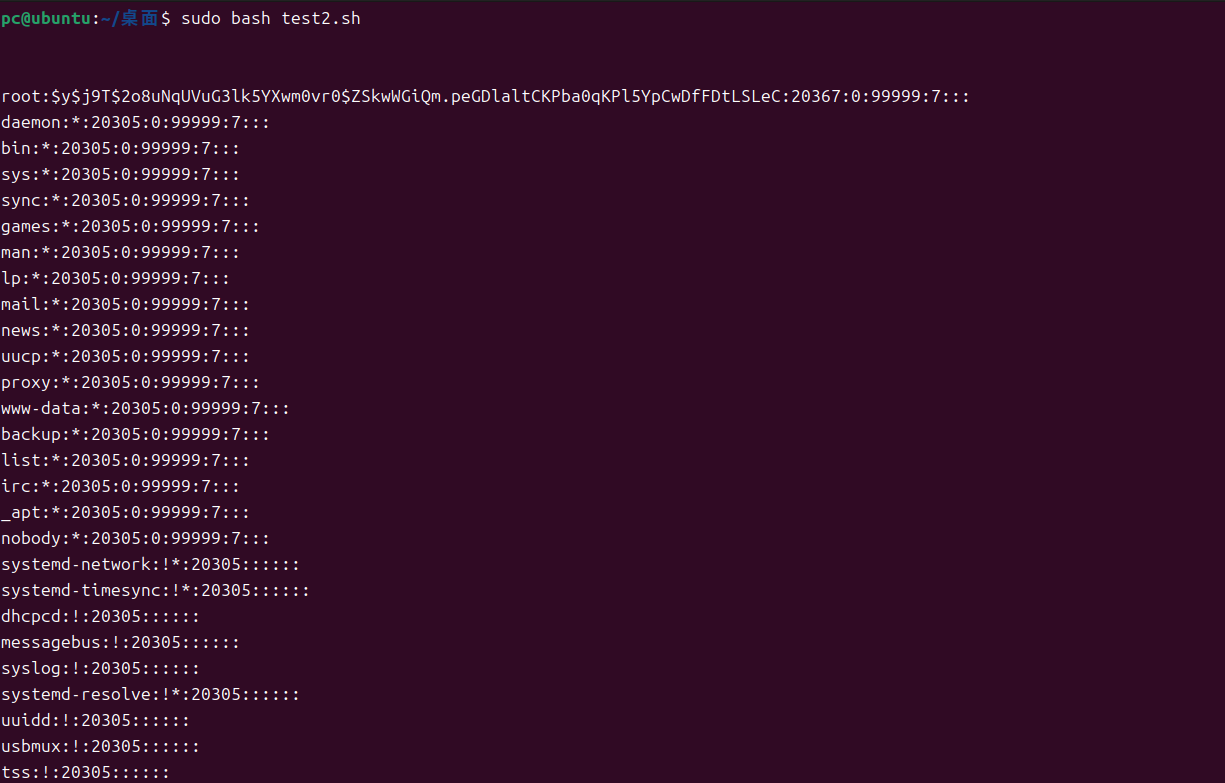 pc@ubuntu:~/桌面$ sudo bash test2.sh
root:$y$j9T$2o8uNqUVuG3lk5YXwm0vr0$ZSkwWGiQm.peGDlaltCKPba0qKPl5YpCwDfFDtLSLeC:20367:0:99999:7:::
daemon:*:20305:0:99999:7:::
bin:*:20305:0:99999:7:::
sys:*:20305:0:99999:7:::
sync:*:20305:0:99999:7:::
games:*:20305:0:99999:7:::
man:*:20305:0:99999:7:::
lp:*:20305:0:99999:7:::
mail:*:20305:0:99999:7:::
news:*:20305:0:99999:7:::
uucp:*:20305:0:99999:7:::
proxy:*:20305:0:99999:7:::
www-data:*:20305:0:99999:7:::
backup:*:20305:0:99999:7:::
list:*:20305:0:99999:7:::
irc:*:20305:0:99999:7:::
_apt:*:20305:0:99999:7:::
nobody:*:20305:0:99999:7:::
systemd-network:!*:20305::::::
systemd-timesync:!*:20305::::::
dhcpcd:!:20305::::::
messagebus:!:20305::::::
syslog:!:20305::::::
systemd-resolve:!*:20305::::::
uuidd:!:20305::::::
usbmux:!:20305::::::
tss:!:20305::::::